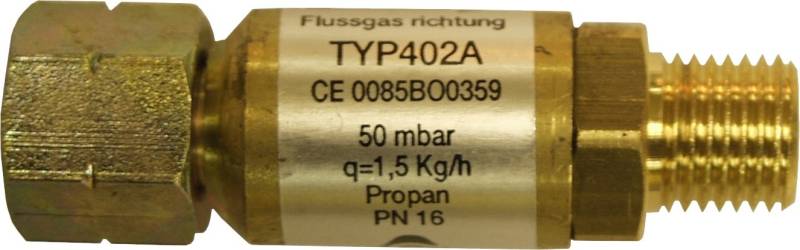 Flussgas richtung
TYP402A
CE 0085BO0359
50 mbar
q=1,5 Kg/h
Propan
PN 16